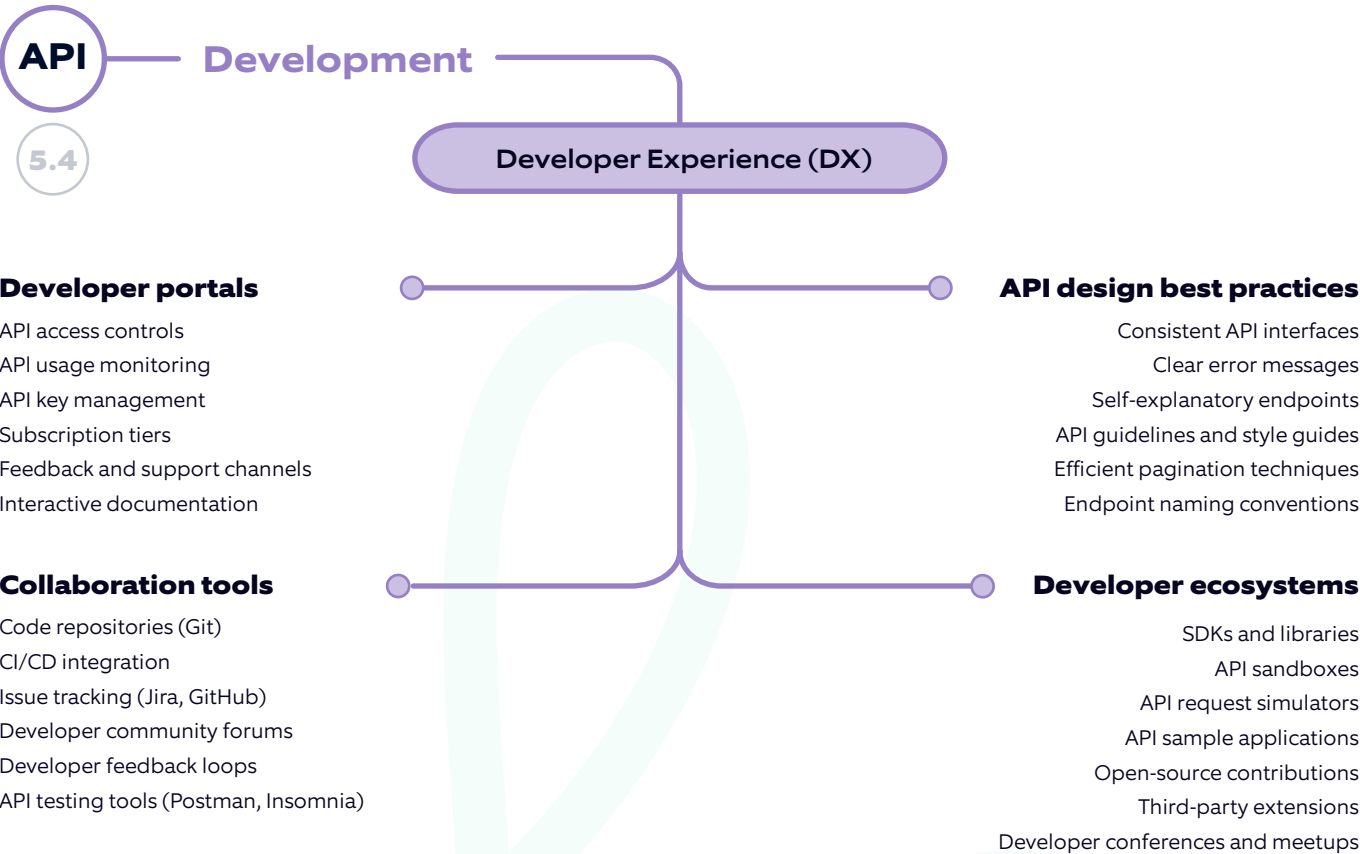 API
Development
5.4
Developer Experience (DX)
Developer portals
API access controls
API usage monitoring
API key management
Subscription tiers
Feedback and support channels
Interactive documentation
API design best practices
Consistent API interfaces
Clear error messages
Self-explanatory endpoints
API guidelines and style guides
Efficient pagination techniques
Endpoint naming conventions
Collaboration tools
Code repositories (Git)
CI/CD integration
Issue tracking (Jira, GitHub)
Developer community forums
Developer feedback loops
API testing tools (Postman, Insomnia)
Developer ecosystems
SDKs and libraries
API sandboxes
API request simulators
API sample applications
Open-source contributions
Third-party extensions
Developer conferences and meetups